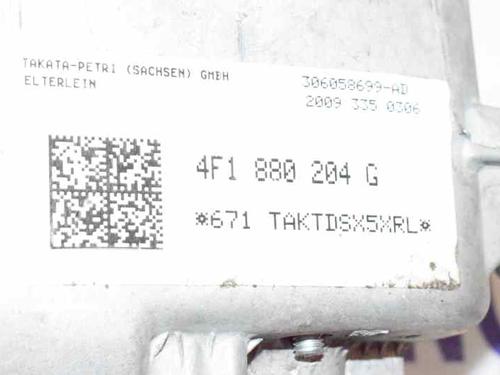 TAKATA-PETRI (SACHSEN) GMBH
ELTERLEIN
306058699-AD
2009 335 0306
4F1 880 204 G
*671 TAKTDSX5XRL*